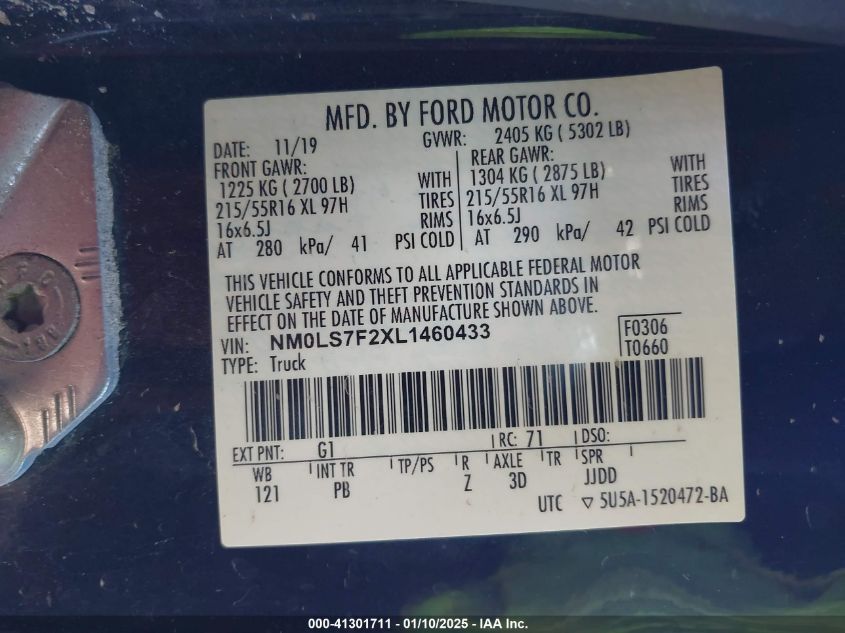 MFD. BY FORD MOTOR CO.
DATE: 11/19 GVWR: 2405 KG ( 5302 LB)
FRONT GAWR: REAR GAWR:
1225 KG ( 2700 LB) WITH 1304 KG ( 2875 LB) WITH
215/55R16 XL 97H TIRES 215/55R16 XL 97H TIRES
16x6.5J RIMS 16x6.5J RIMS
AT 280 kPa/ 41 PSI COLD AT 290 kPa/ 42 PSI COLD
THIS VEHICLE CONFORMS TO ALL APPLICABLE FEDERAL MOTOR
VEHICLE SAFETY AND THEFT PREVENTION STANDARDS IN
EFFECT ON THE DATE OF MANUFACTURE SHOWN ABOVE.
VIN: NM0LS7F2XL1460433 F0306
TYPE: Truck T0660
EXT PNT: G1 RC: 71 DSO:
WB INT TR TP/PS R AXLE TR SPR
121 PB Z 3D JJDD
UTC ▽ 5U5A-1520472-BA
000-41301711 — 01/10/2025 — IAAI Inc.